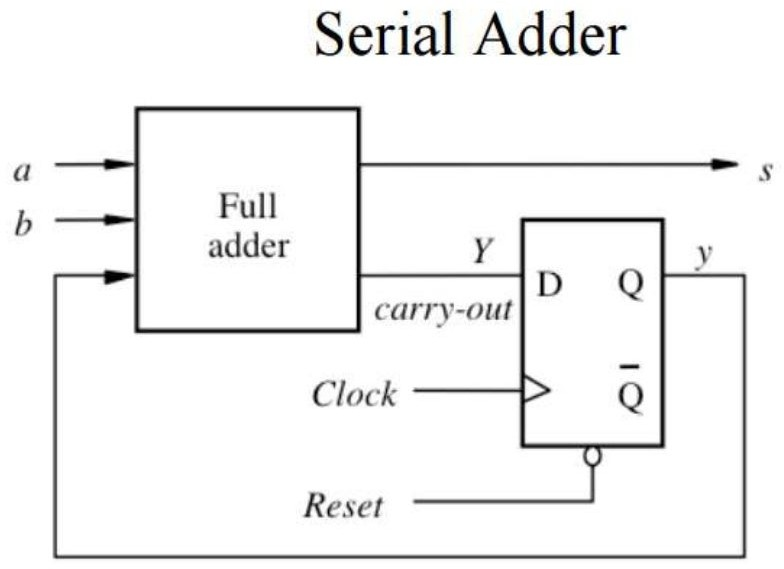 Serial Adder
a
b
Full
adder
s
Y
carry-out
D
Q
y
Clock
Q̅
Reset